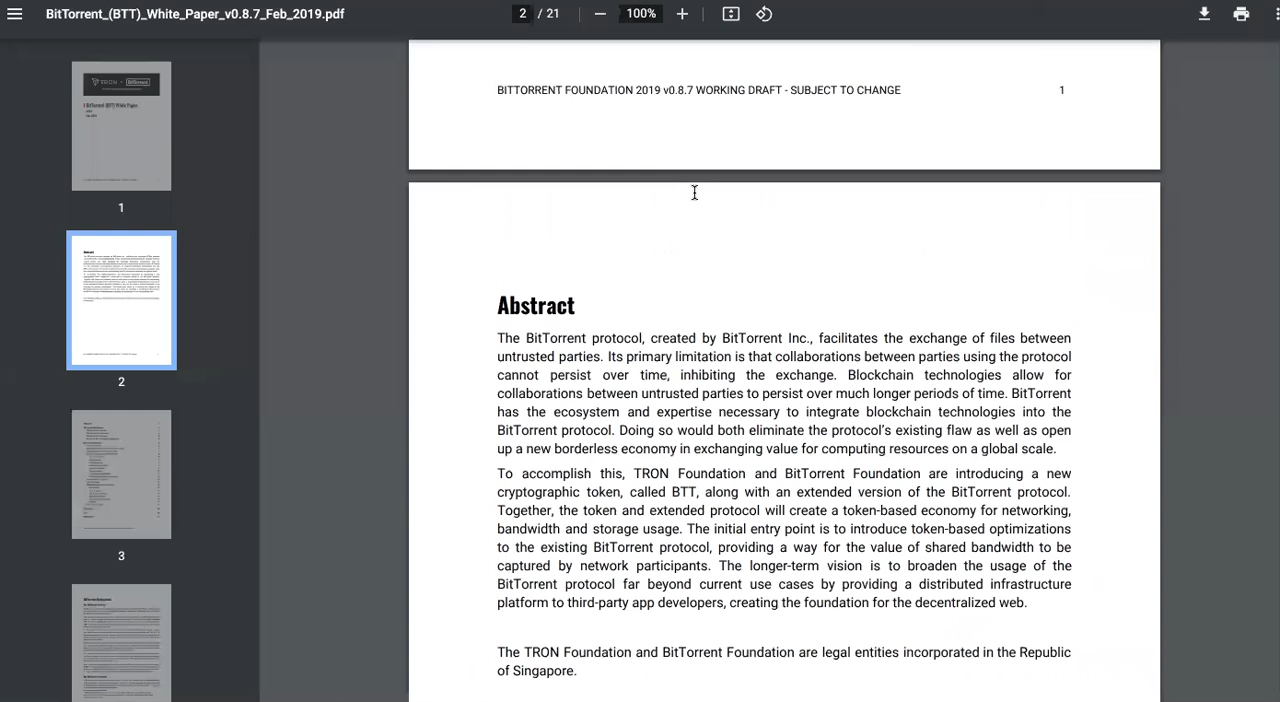 BitTorrent_(BTT)_White_Paper_v0.8.7_Feb_2019.pdf
2 / 21
100%
1
2
3
BITTORRENT FOUNDATION 2019 v0.8.7 WORKING DRAFT - SUBJECT TO CHANGE 1
Abstract
The BitTorrent protocol, created by BitTorrent Inc., facilitates the exchange of files between
untrusted parties. Its primary limitation is that collaborations between parties using the protocol
cannot persist over time, inhibiting the exchange. Blockchain technologies allow for
collaborations between untrusted parties to persist over much longer periods of time. BitTorrent
has the ecosystem and expertise necessary to integrate blockchain technologies into the
BitTorrent protocol. Doing so would both eliminate the protocol's existing flaw as well as open
up a new borderless economy in exchanging value for computing resources on a global scale.
To accomplish this, TRON Foundation and BitTorrent Foundation are introducing a new
cryptographic token, called BTT, along with an extended version of the BitTorrent protocol.
Together, the token and extended protocol will create a token-based economy for networking,
bandwidth and storage usage. The initial entry point is to introduce token-based optimizations
to the existing BitTorrent protocol, providing a way for the value of shared bandwidth to be
captured by network participants. The longer-term vision is to broaden the usage of the
BitTorrent protocol far beyond current use cases by providing a distributed infrastructure
platform to third-party app developers, creating the foundation for the decentralized web.
The TRON Foundation and BitTorrent Foundation are legal entities incorporated in the Republic
of Singapore.